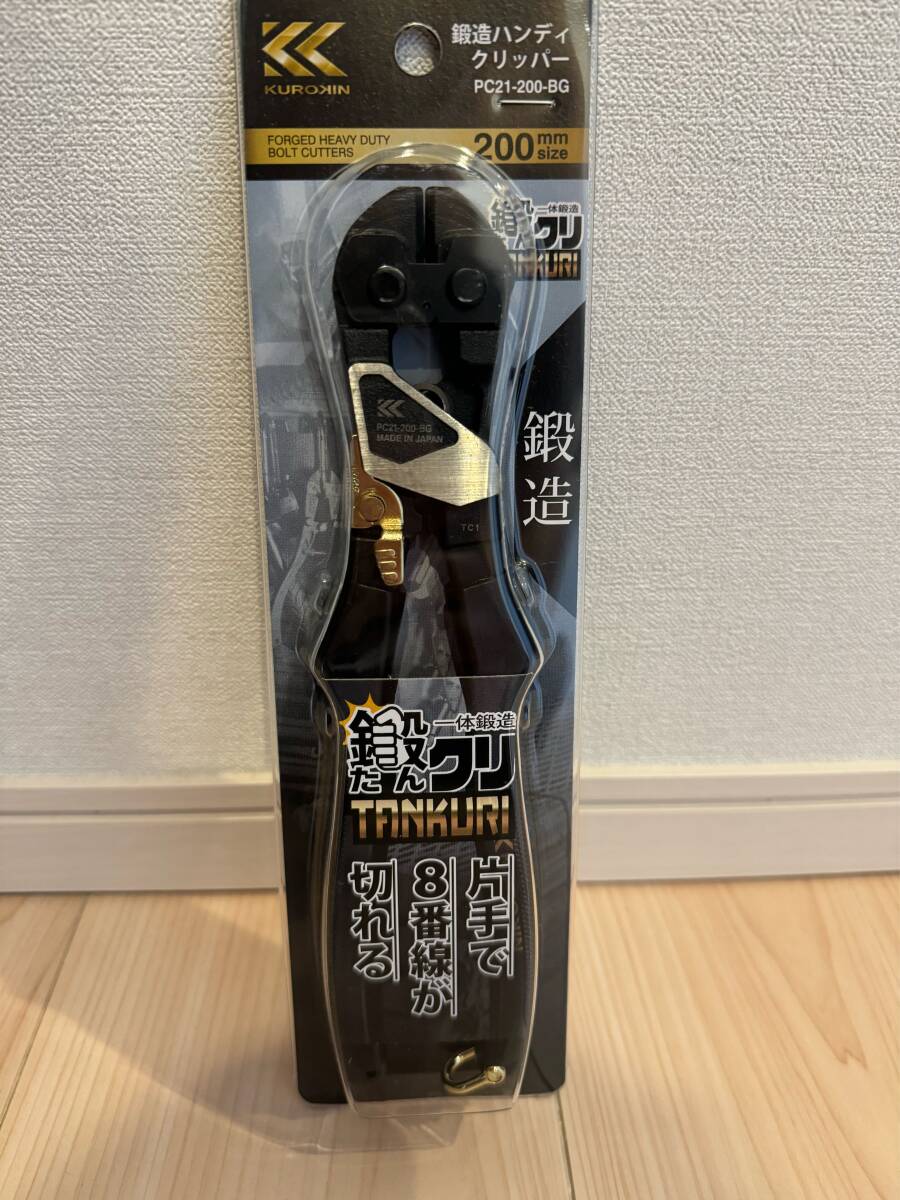 KUROKIN
鍛造ハンディ
クリッパー
PC21-200-BG
FORGED HEAVY DUTY
BOLT CUTTERS
200mm size
一体鍛造
鍛クリ
TANKURI
鍛造
PC21-200-BG
MADE IN JAPAN
TC1
一体鍛造
鍛クリ
たん
TANKURI
片手で
8番線が
切れる